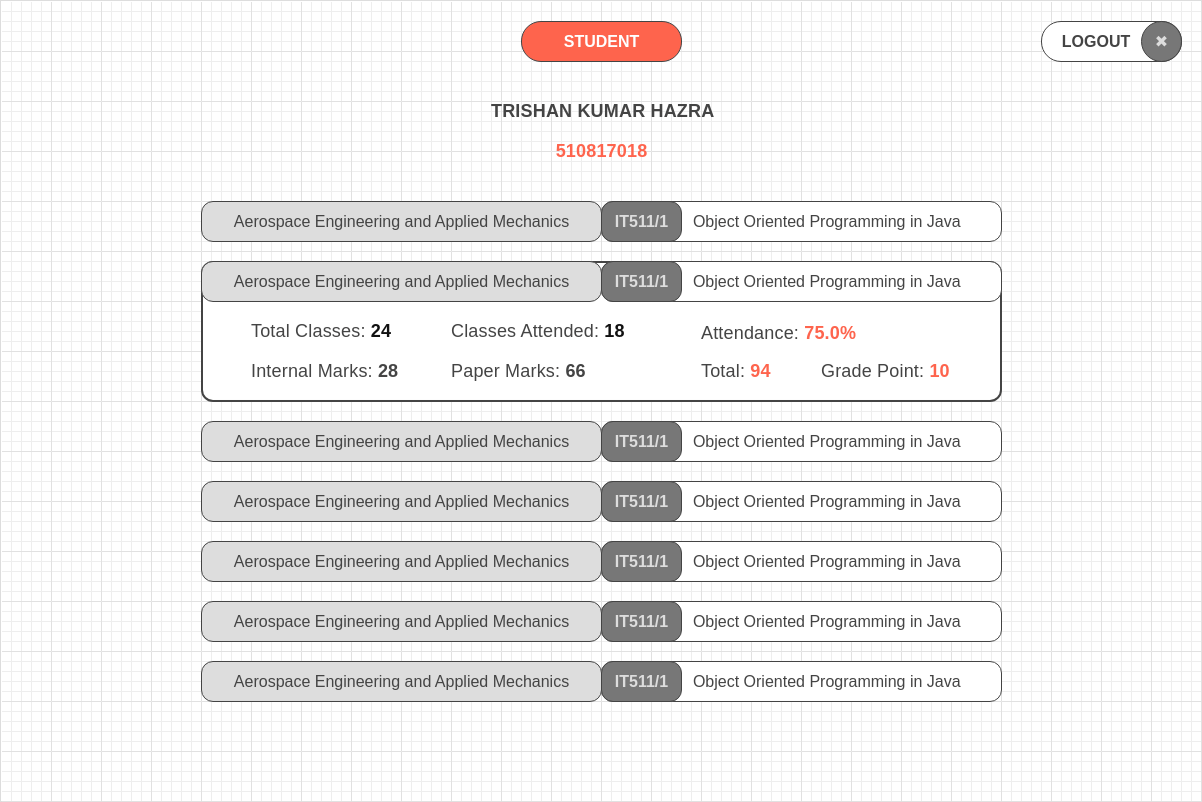 STUDENT
LOGOUT ✖
TRISHAN KUMAR HAZRA
510817018
Aerospace Engineering and Applied Mechanics IT511/1 Object Oriented Programming in Java
Aerospace Engineering and Applied Mechanics IT511/1 Object Oriented Programming in Java
Total Classes: 24 Classes Attended: 18 Attendance: 75.0%
Internal Marks: 28 Paper Marks: 66 Total: 94 Grade Point: 10
Aerospace Engineering and Applied Mechanics IT511/1 Object Oriented Programming in Java
Aerospace Engineering and Applied Mechanics IT511/1 Object Oriented Programming in Java
Aerospace Engineering and Applied Mechanics IT511/1 Object Oriented Programming in Java
Aerospace Engineering and Applied Mechanics IT511/1 Object Oriented Programming in Java
Aerospace Engineering and Applied Mechanics IT511/1 Object Oriented Programming in Java